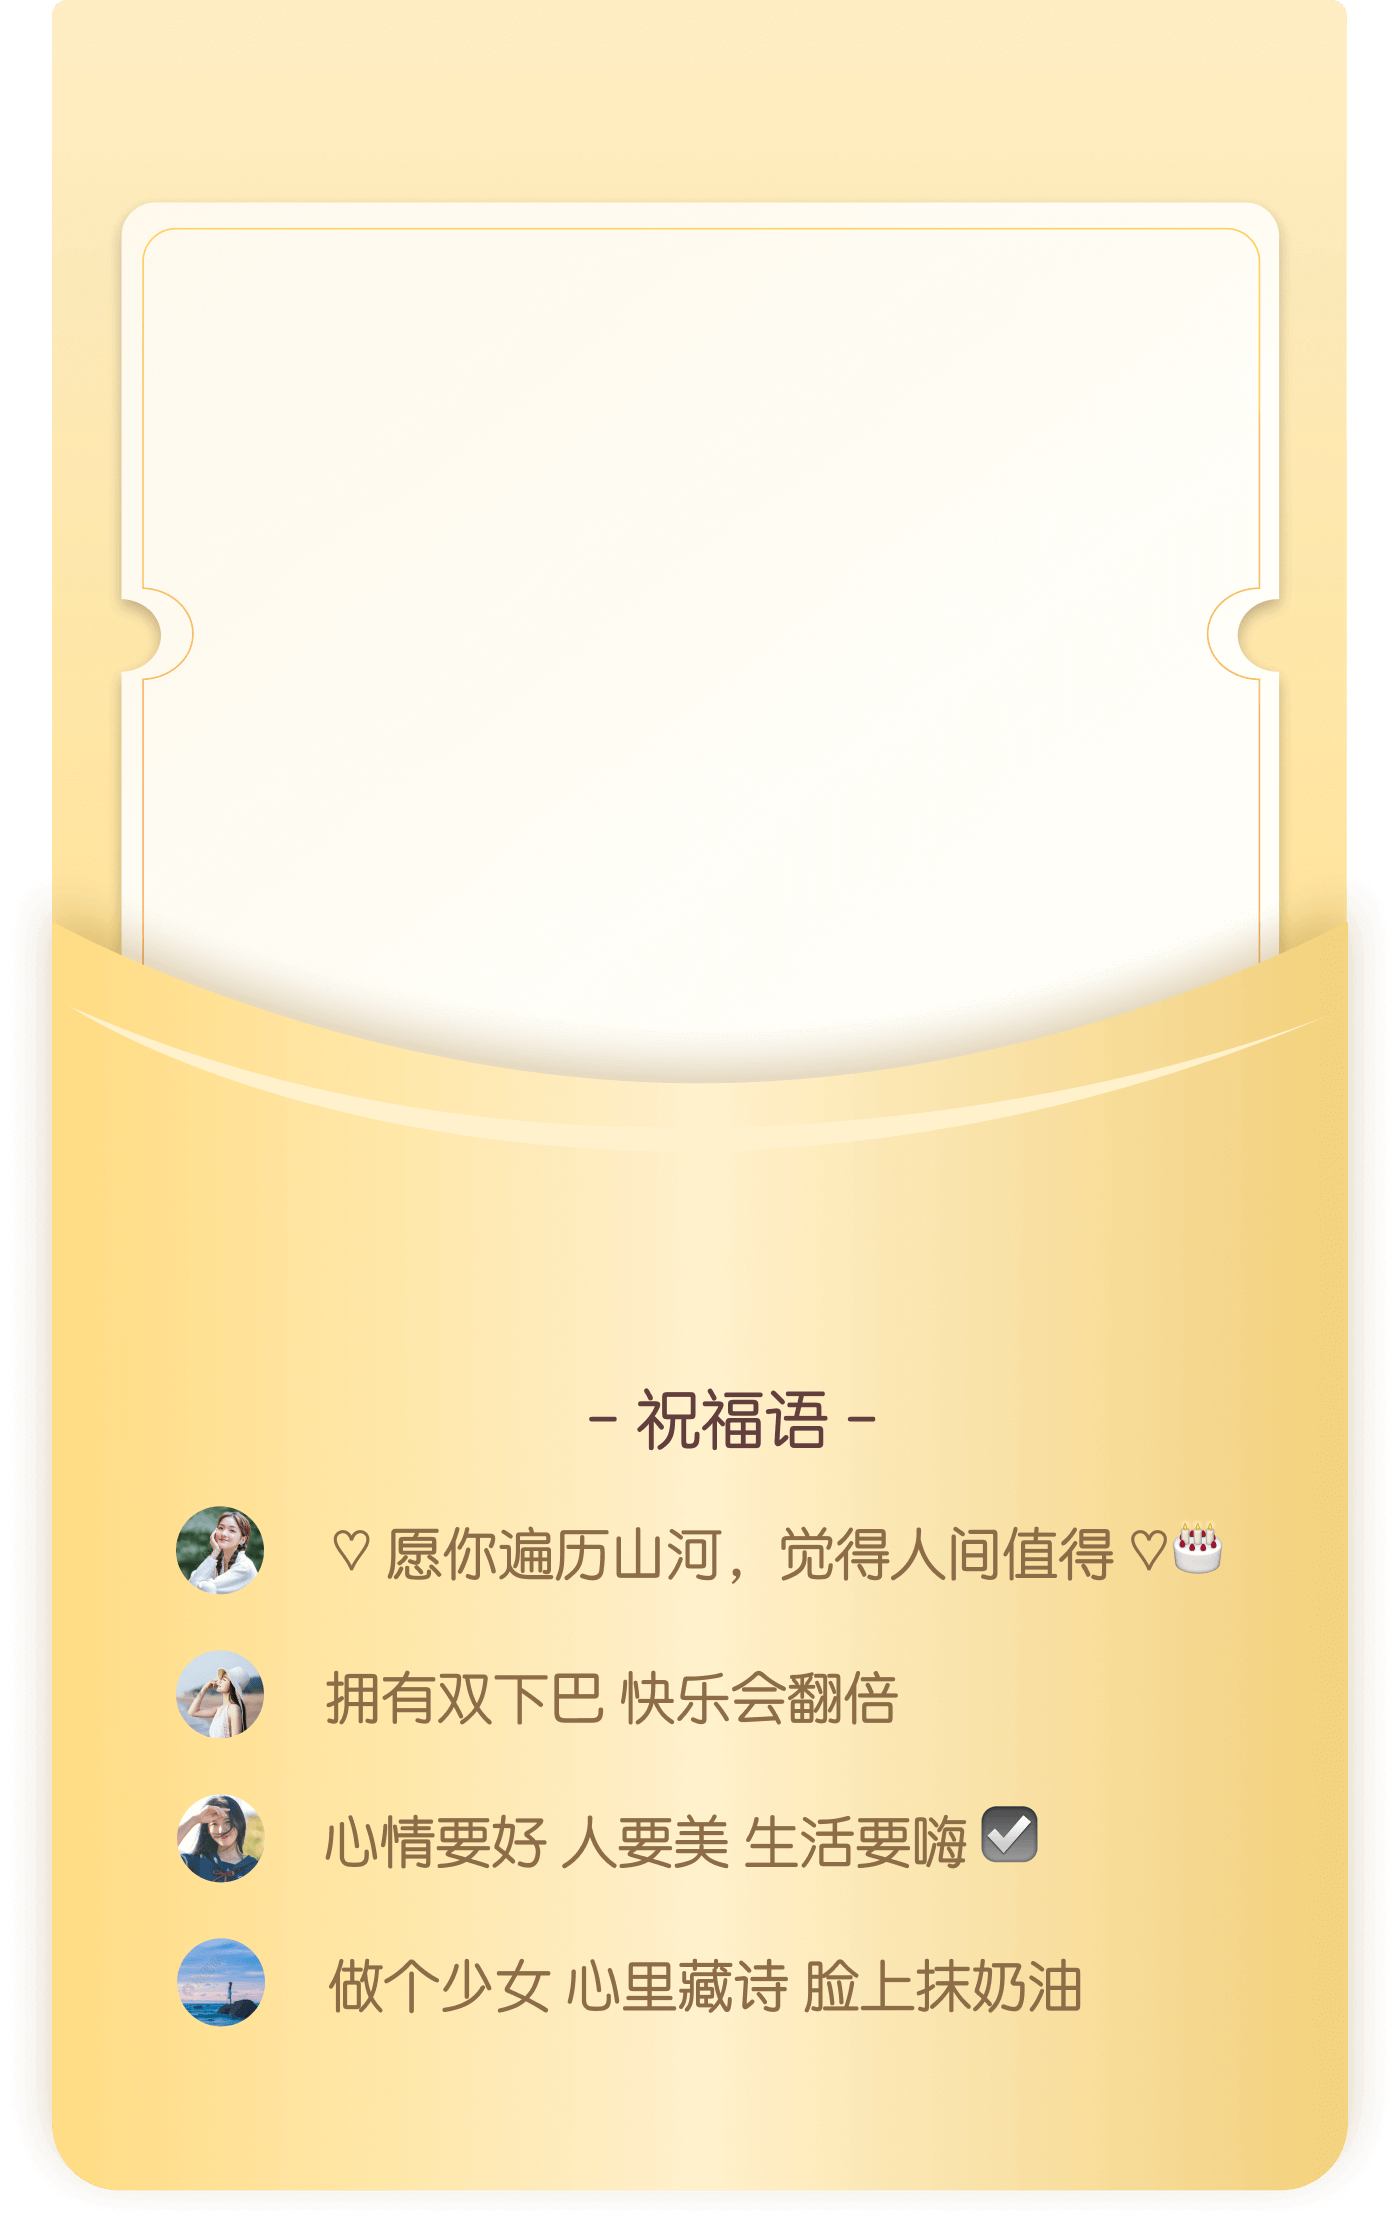 - 祝福语 -
♡ 愿你遍历山河，觉得人间值得 ♡🎂
拥有双下巴 快乐会翻倍
心情要好 人要美 生活要嗨 ☑️
做个少女 心里藏诗 脸上抹奶油